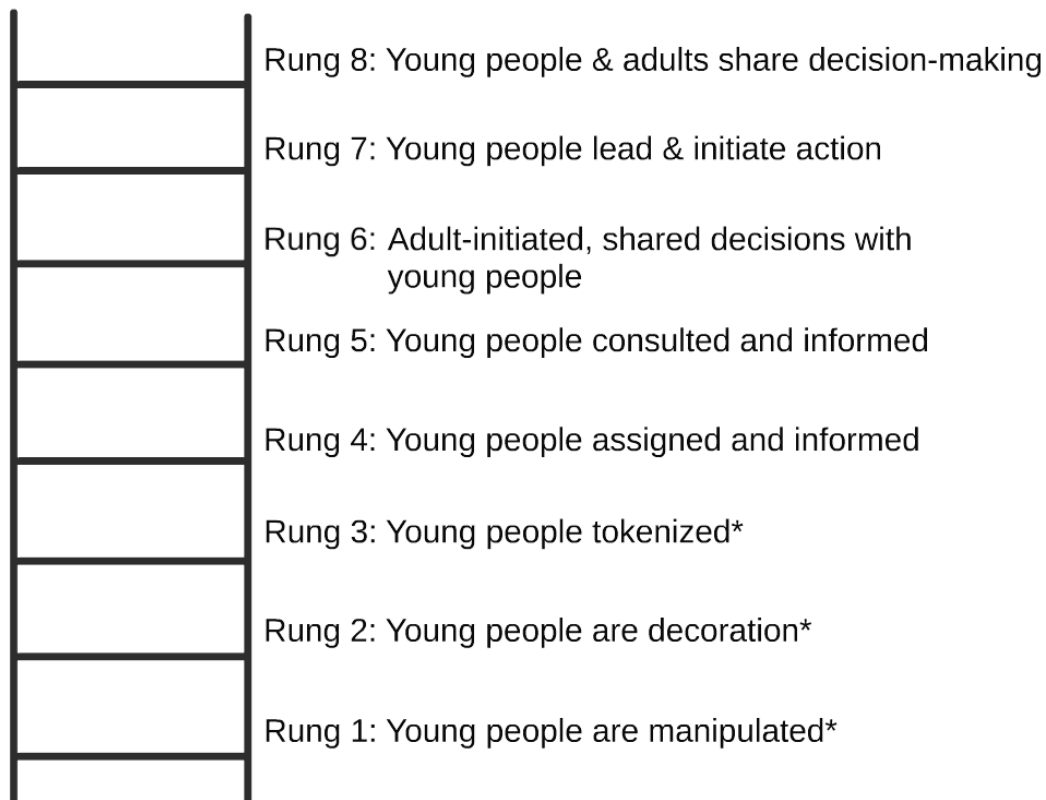 Rung 8: Young people & adults share decision-making
Rung 7: Young people lead & initiate action
Rung 6: Adult-initiated, shared decisions with
young people
Rung 5: Young people consulted and informed
Rung 4: Young people assigned and informed
Rung 3: Young people tokenized*
Rung 2: Young people are decoration*
Rung 1: Young people are manipulated*